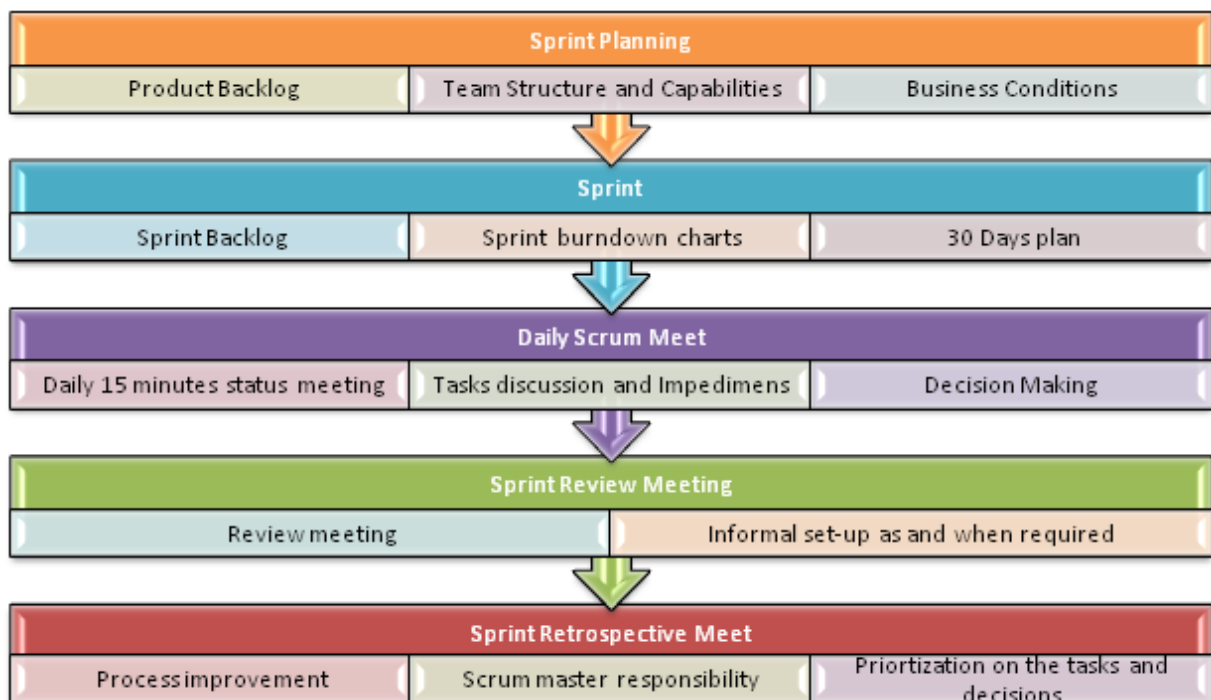 Sprint Planning
Product Backlog
Team Structure and Capabilities
Business Conditions
Sprint
Sprint Backlog
Sprint burndown charts
30 Days plan
Daily Scrum Meet
Daily 15 minutes status meeting
Tasks discussion and Impedimens
Decision Making
Sprint Review Meeting
Review meeting
Informal set-up as and when required
Sprint Retrospective Meet
Process improvement
Scrum master responsibility
Priortization on the tasks and
decisions